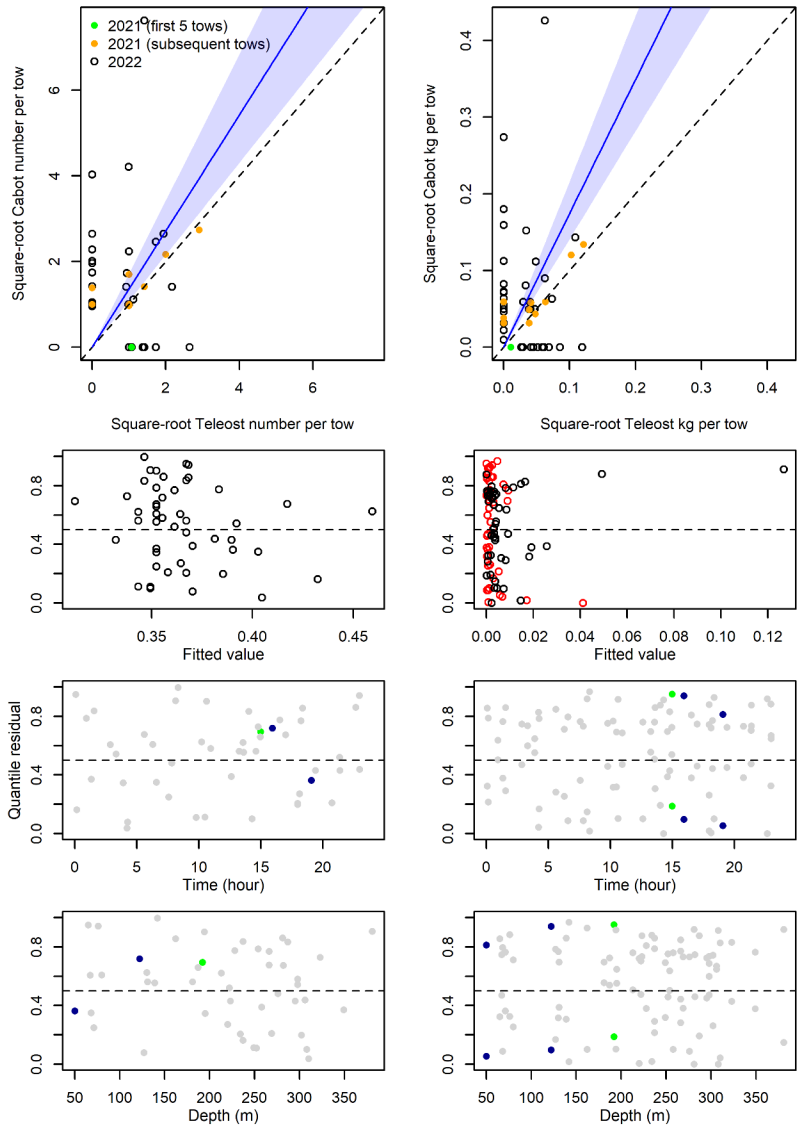 2021 (first 5 tows)
2021 (subsequent tows)
2022
Square-root Cabot number per tow
0 2 4 6
0 2 4 6
Square-root Teleost number per tow
Square-root Cabot kg per tow
0.0 0.1 0.2 0.3 0.4
0.0 0.1 0.2 0.3 0.4
Square-root Teleost kg per tow
0.0 0.4 0.8
0.35 0.40 0.45
Fitted value
0.0 0.4 0.8
0.00 0.02 0.04 0.06 0.08 0.10 0.12
Fitted value
Quantile residual
0.0 0.4 0.8
0 5 10 15 20
Time (hour)
0.0 0.4 0.8
0 5 10 15 20
Time (hour)
0.0 0.4 0.8
50 100 150 200 250 300 350
Depth (m)
0.0 0.4 0.8
50 100 150 200 250 300 350
Depth (m)